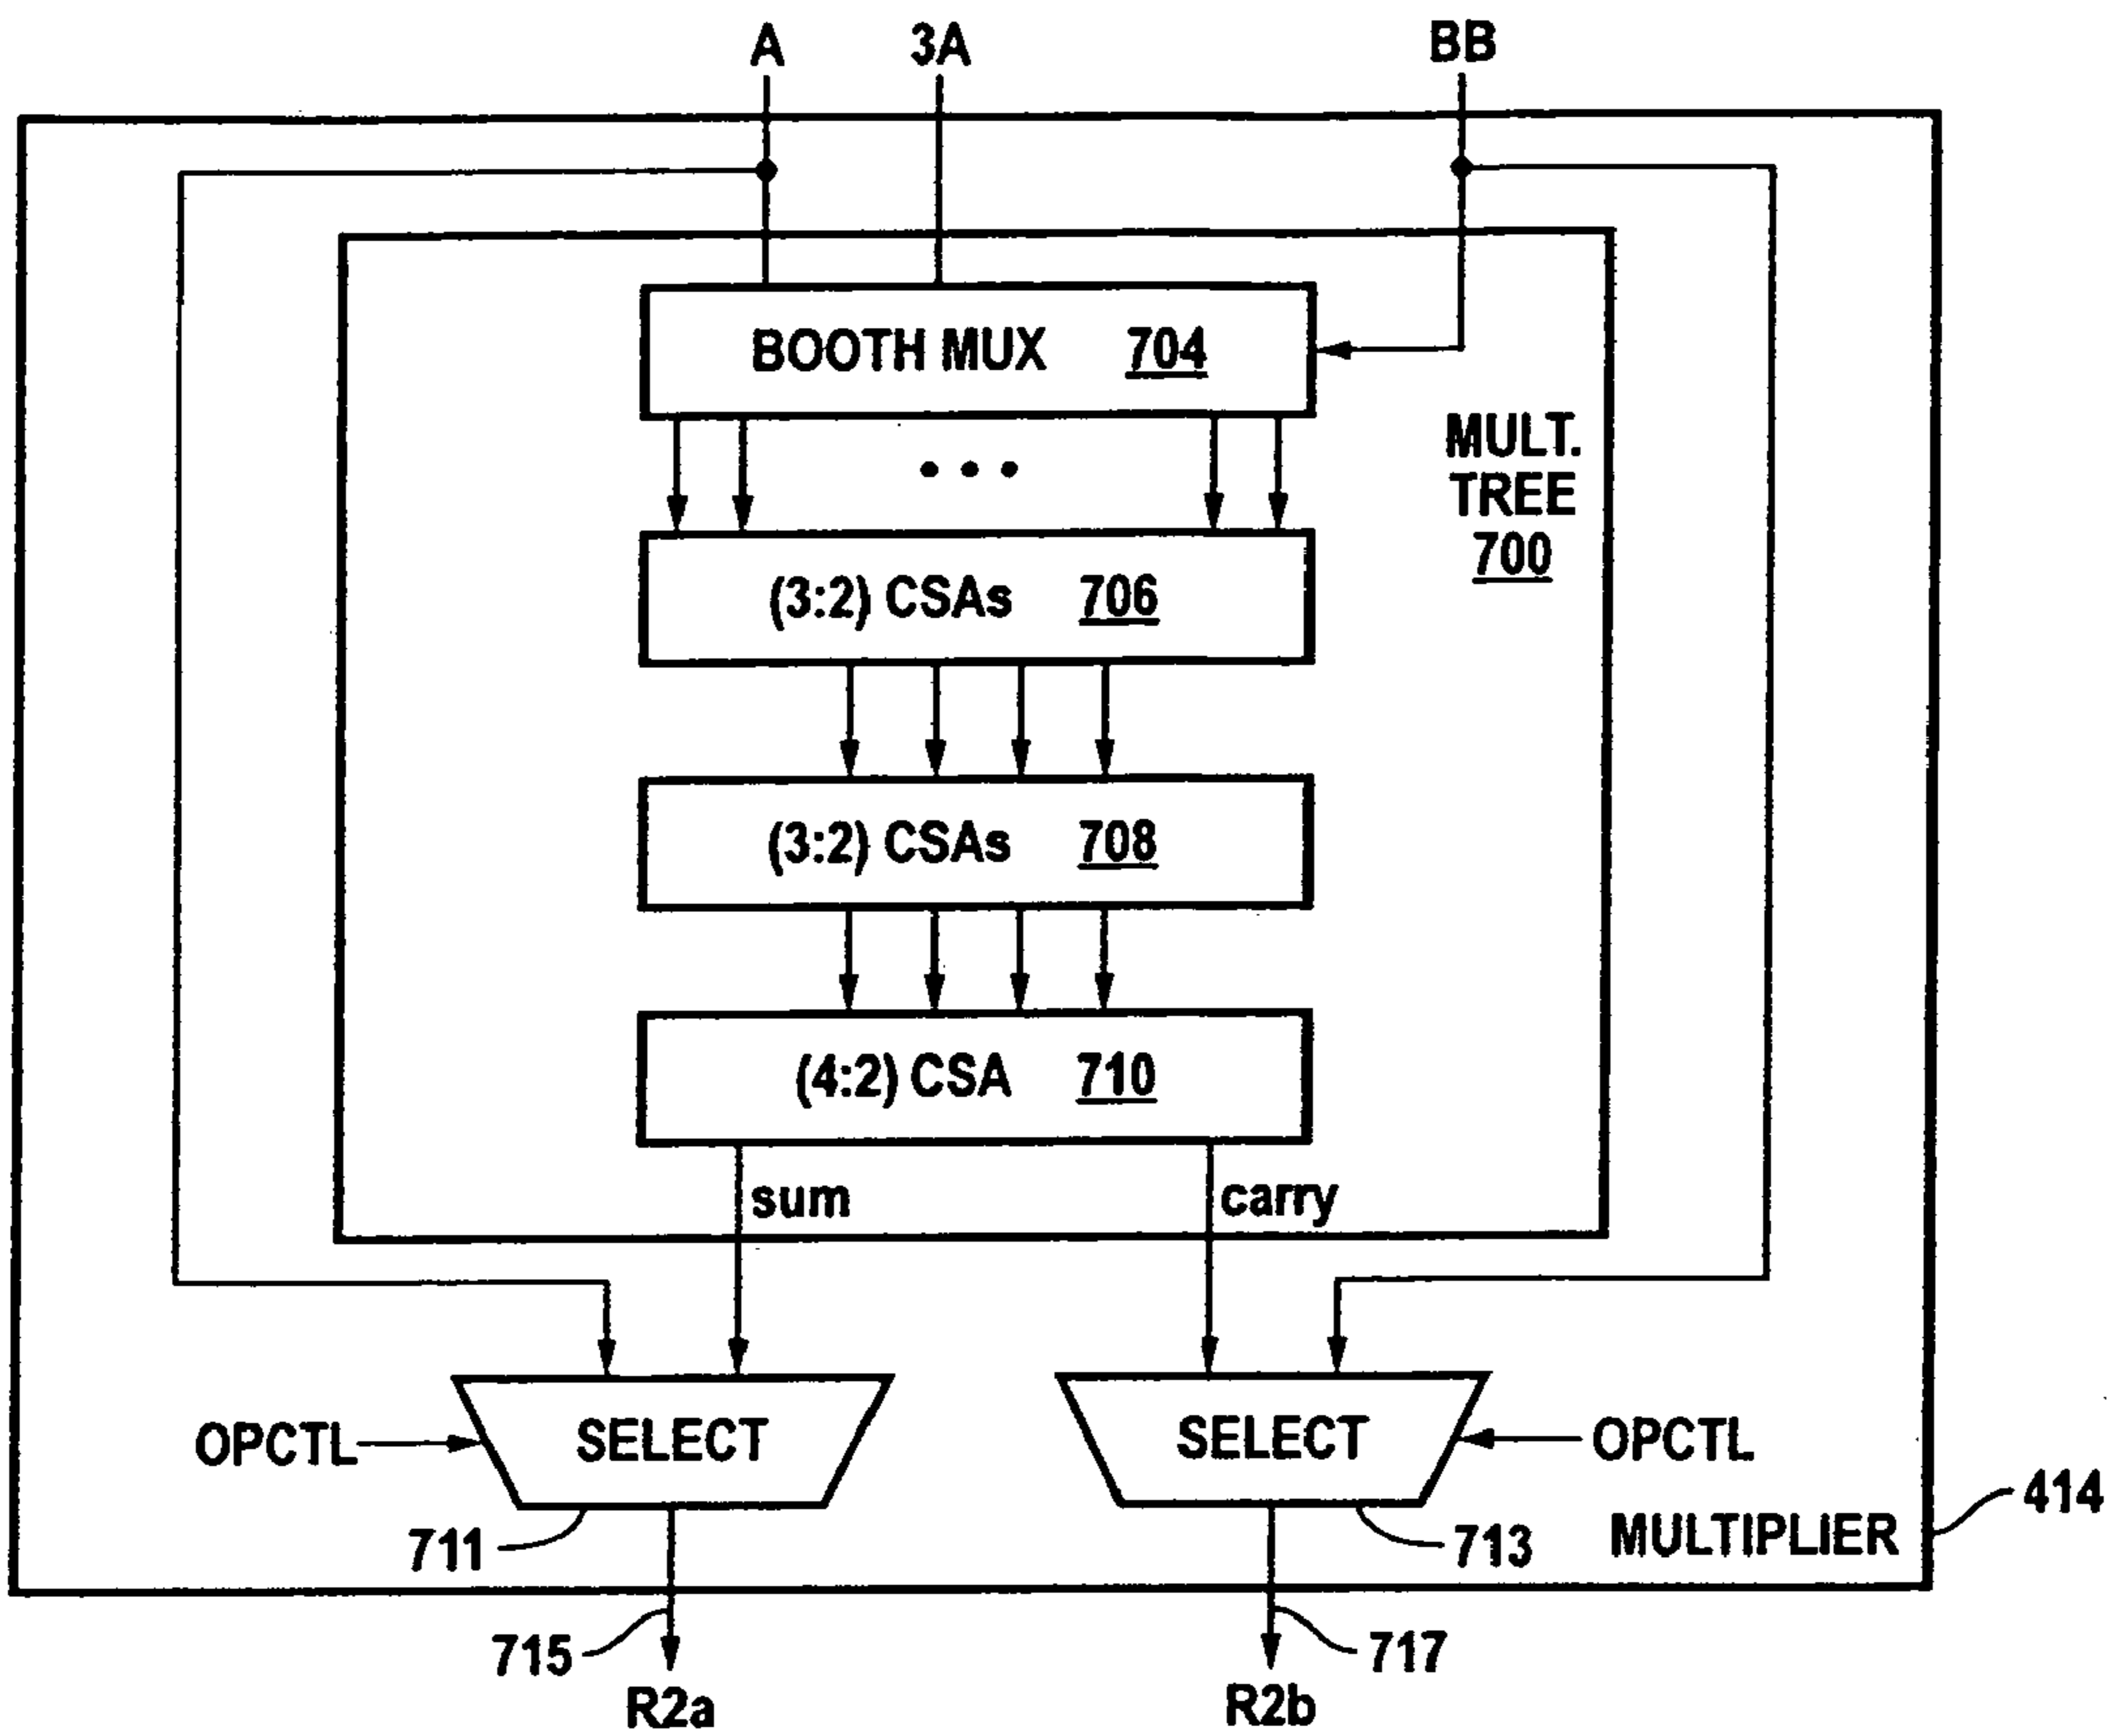 A 3A BB
BOOTH MUX 704
MULT.
TREE
700
(3:2) CSAs 706
(3:2) CSAs 708
(4:2) CSA 710
sum carry
OPCTL SELECT SELECT OPCTL
711 713 MULTIPLIER 414
715 717
R2a R2b